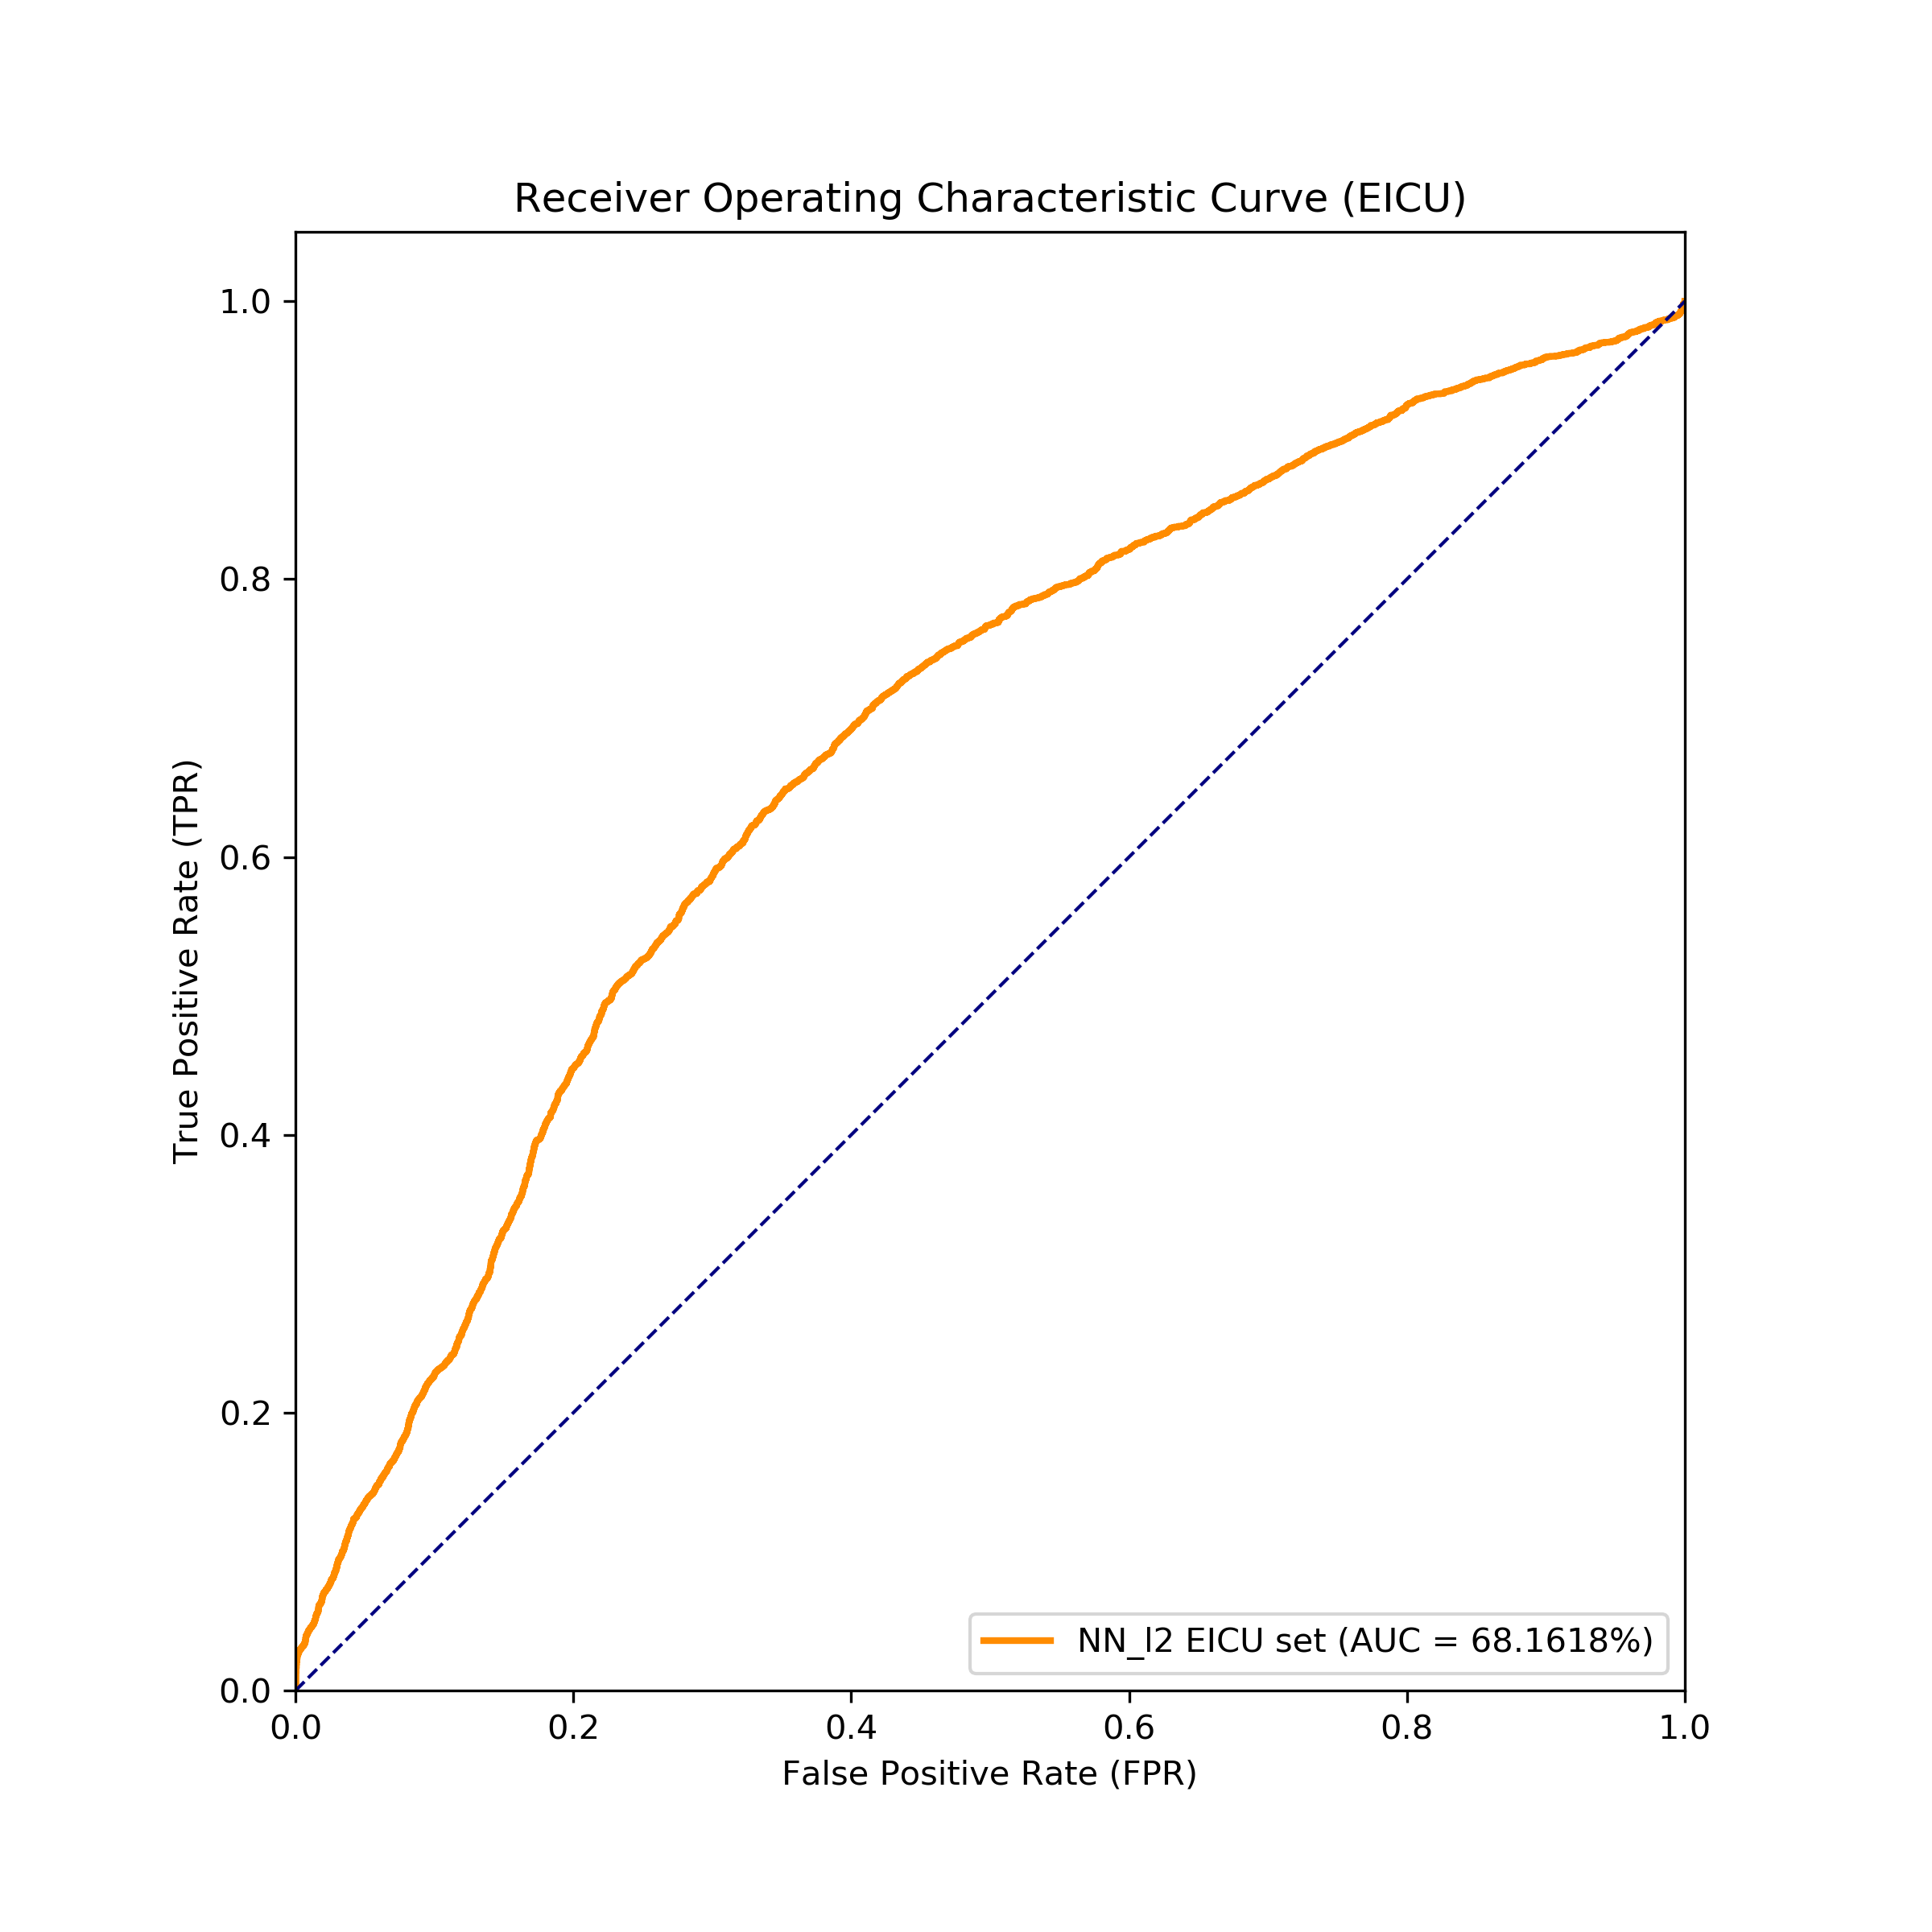 Receiver Operating Characteristic Curve (EICU)
True Positive Rate (TPR)
1.0
0.8
0.6
0.4
0.2
0.0
NN_l2 EICU set (AUC = 68.1618%)
0.0 0.2 0.4 0.6 0.8 1.0
False Positive Rate (FPR)